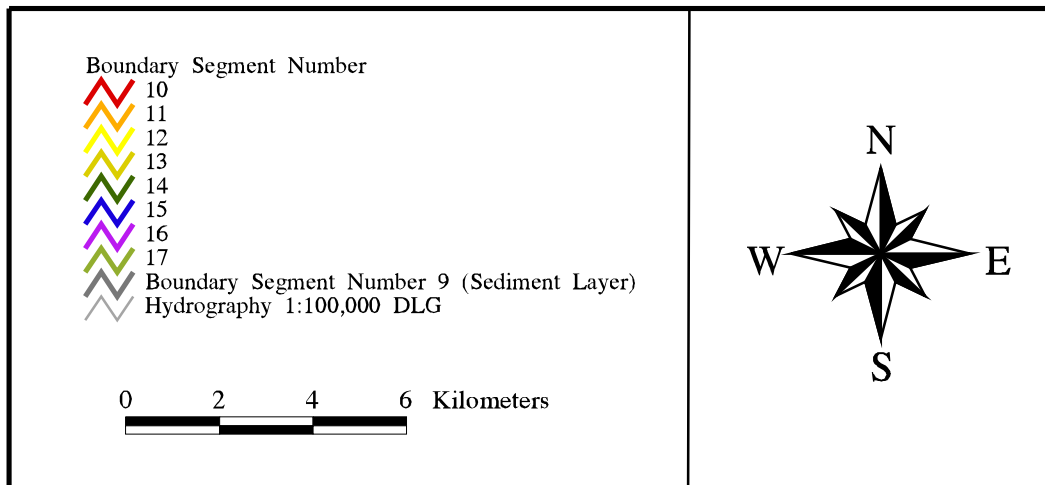 Boundary Segment Number
10
11
12
13
14
15
16
17
Boundary Segment Number 9 (Sediment Layer)
Hydrography 1:100,000 DLG
0 2 4 6 Kilometers
N
W E
S